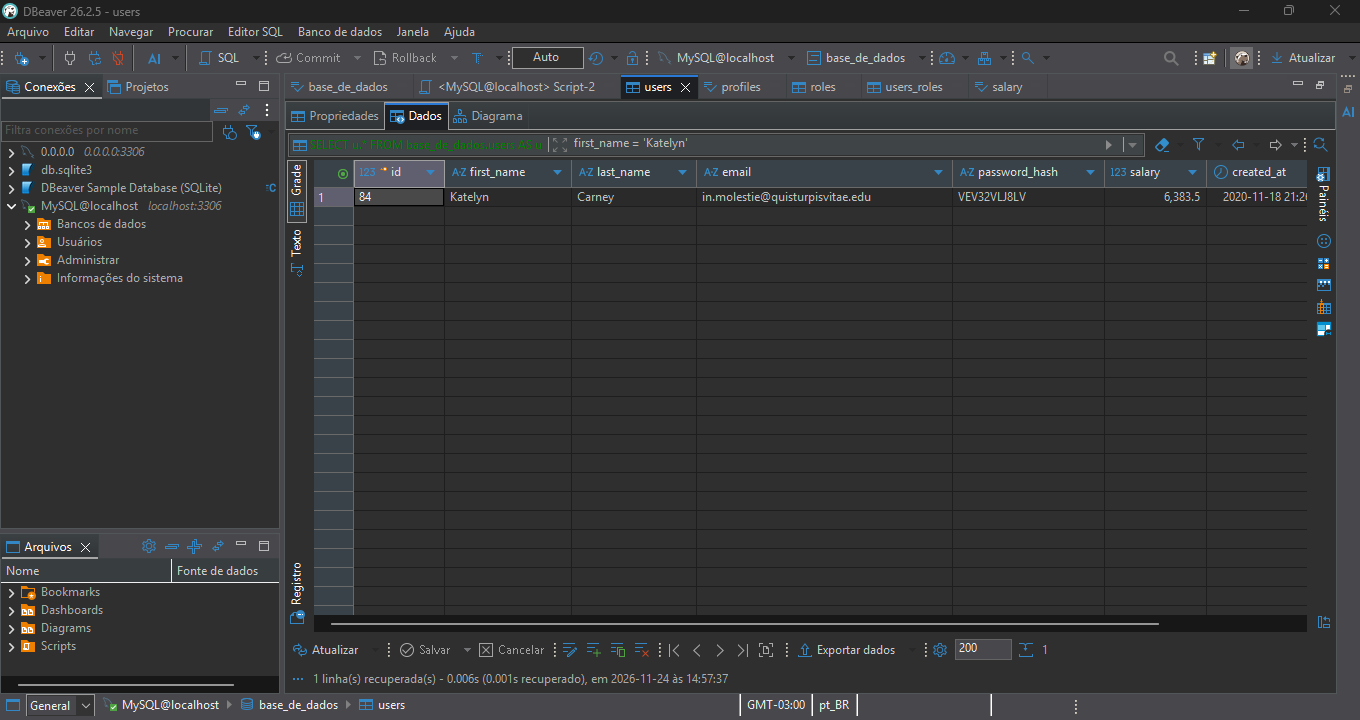 DBeaver 26.2.5 - users
Arquivo Editar Navegar Procurar Editor SQL Banco de dados Janela Ajuda
AI SQL Commit Rollback T Auto MySQL@localhost base_de_dados Atualizar
Conexões Projetos
base_de_dados <MySQL@localhost> Script-2 users profiles roles users_roles salary
AI
Propriedades Dados Diagrama
Filtra conexões por nome
SELECT u.* FROM base_de_dados.users AS u first_name = 'Katelyn'
0.0.0.0 0.0.0.0:3306
db.sqlite3
DBeaver Sample Database (SQLite)
MySQL@localhost localhost:3306
Bancos de dados
Usuários
Administrar
Informações do sistema
Grade
Texto
Registro
123 id A-Z first_name A-Z last_name A-Z email A-Z password_hash 123 salary created_at
1 84 Katelyn Carney in.molestie@quisturpisvitae.edu VEV32VLJ8LV 6,383.5 2020-11-18 21:20
Painéis
Arquivos
Nome Fonte de dados
Bookmarks
Dashboards
Diagrams
Scripts
Atualizar Salvar Cancelar Exportar dados 200 1
1 linha(s) recuperada(s) - 0.006s (0.001s recuperado), em 2026-11-24 às 14:57:37
General MySQL@localhost base_de_dados users GMT-03:00 pt_BR